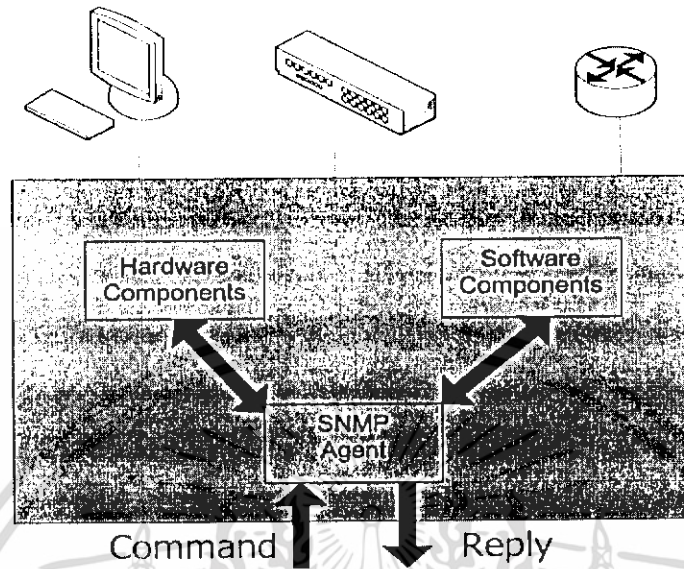 Hardware
Components
Software
Components
SNMP
Agent
Command
Reply